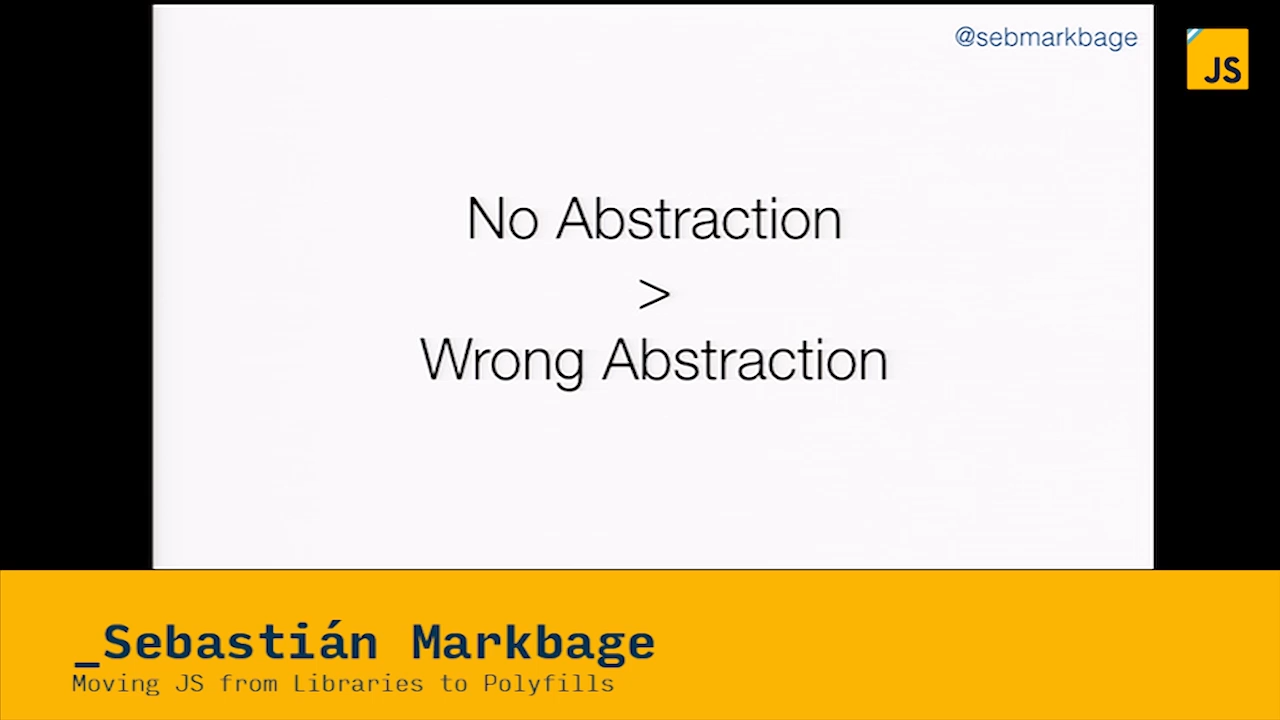 @sebmarkbage
JS
No Abstraction
>
Wrong Abstraction
_Sebastián Markbage
Moving JS from Libraries to Polyfills